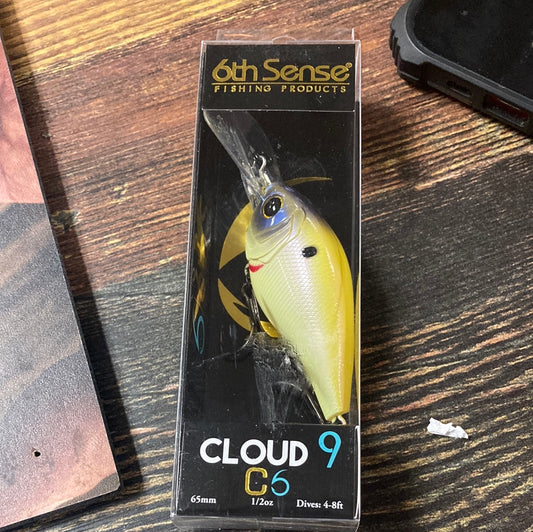 6th Sense®
FISHING PRODUCTS
CLOUD 9
C6
65mm 1/2oz Dives: 4-8ft